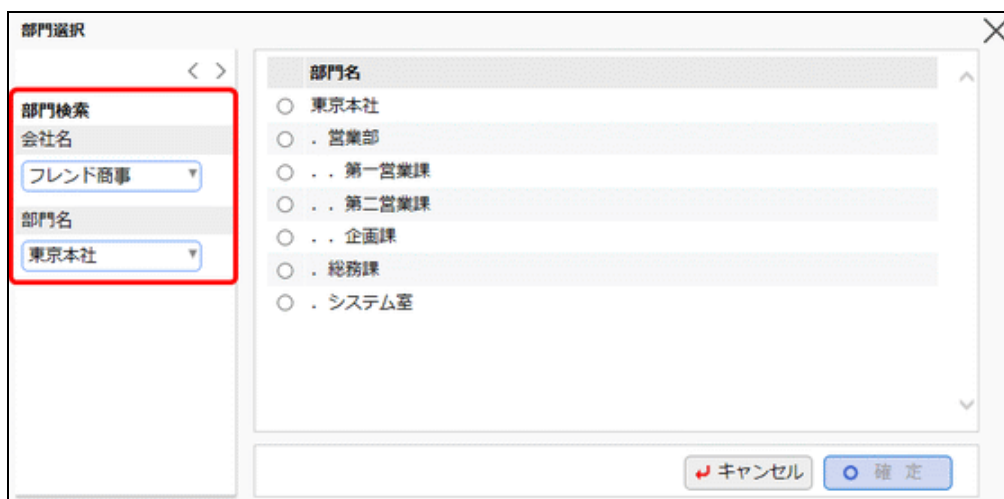 部門選択
部門検索
会社名
フレンド商事
部門名
東京本社
部門名
東京本社
. 営業部
. . 第一営業課
. . 第二営業課
. . 企画課
. 総務課
. システム室
キャンセル
確 定